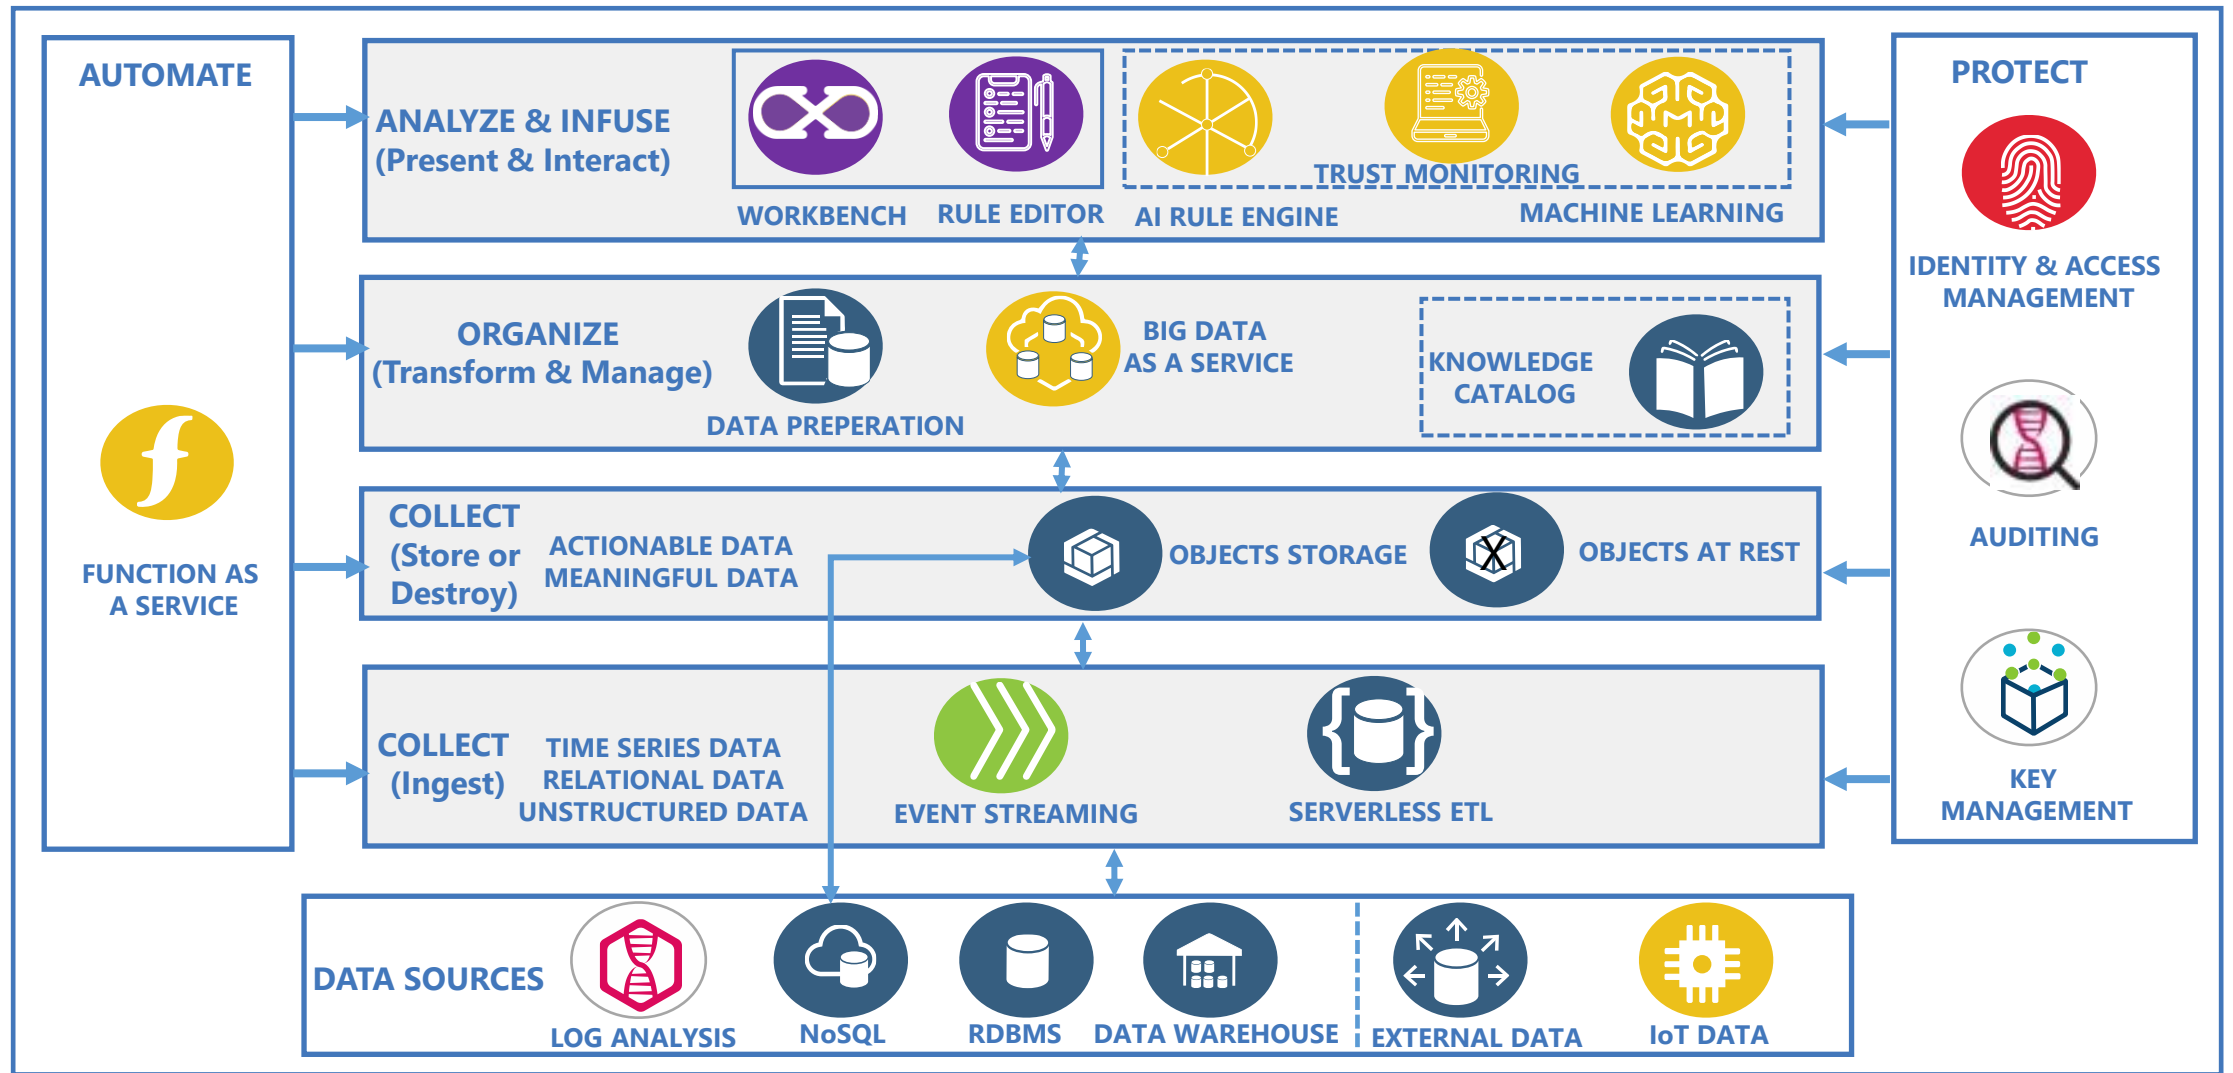 AUTOMATE
FUNCTION AS
A SERVICE
ANALYZE & INFUSE
(Present & Interact)
WORKBENCH
RULE EDITOR
AI RULE ENGINE
TRUST MONITORING
MACHINE LEARNING
ORGANIZE
(Transform & Manage)
DATA PREPERATION
BIG DATA
AS A SERVICE
KNOWLEDGE
CATALOG
COLLECT
(Store or
Destroy)
ACTIONABLE DATA
MEANINGFUL DATA
OBJECTS STORAGE
X
OBJECTS AT REST
COLLECT
(Ingest)
TIME SERIES DATA
RELATIONAL DATA
UNSTRUCTURED DATA
EVENT STREAMING
SERVERLESS ETL
DATA SOURCES
LOG ANALYSIS
NoSQL
RDBMS
DATA WAREHOUSE
EXTERNAL DATA
IoT DATA
PROTECT
IDENTITY & ACCESS
MANAGEMENT
AUDITING
KEY
MANAGEMENT